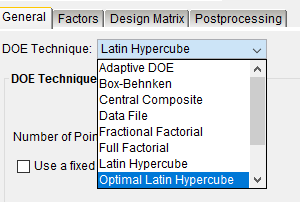 General Factors Design Matrix Postprocessing
DOE Technique: Latin Hypercube
Adaptive DOE
DOE Technique Box-Behnken
Central Composite
Data File
Number of Poin Fractional Factorial
Full Factorial
Use a fixed Latin Hypercube
Optimal Latin Hypercube